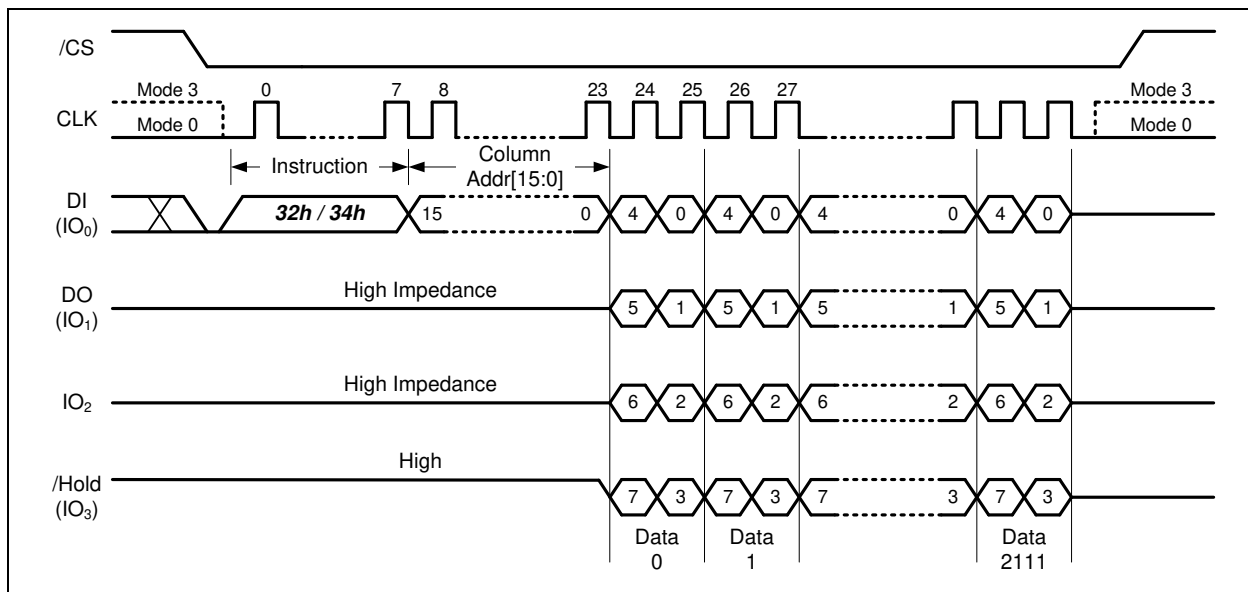 /CS
Mode 3 0 7 8 23 24 25 26 27 Mode 3
CLK
Mode 0 Mode 0
Instruction
Column
Addr[15:0]
DI
(IO₀)
32h / 34h 15 0 4 0 4 0 4 0 4 0
High Impedance
DO
(IO₁)
5 1 5 1 5 1 5 1
High Impedance
IO₂
6 2 6 2 6 2 6 2
High
/Hold
(IO₃)
7 3 7 3 7 3 7 3
Data Data Data
0 1 2111